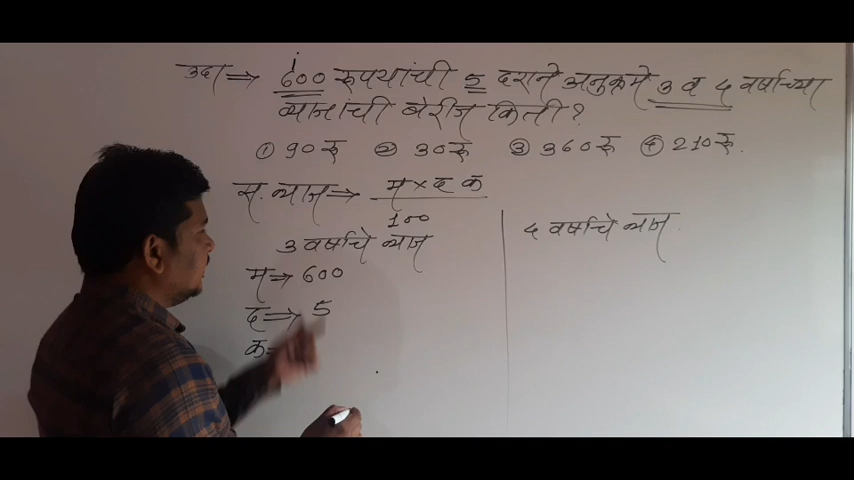 उदा ⇒ 600 रूपयांची 5 दराने अनुक्रमे 3 व 4 वर्षाच्या
व्याजांची बेरीज किती?
① 90 रू ② 30 रू ③ 360 रू ④ 210 रू.
स. व्याज ⇒ म × द क / 100
3 वर्षाचे व्याज
4 वर्षाचे व्याज.
म ⇒ 600
द ⇒ 5
क ⇒